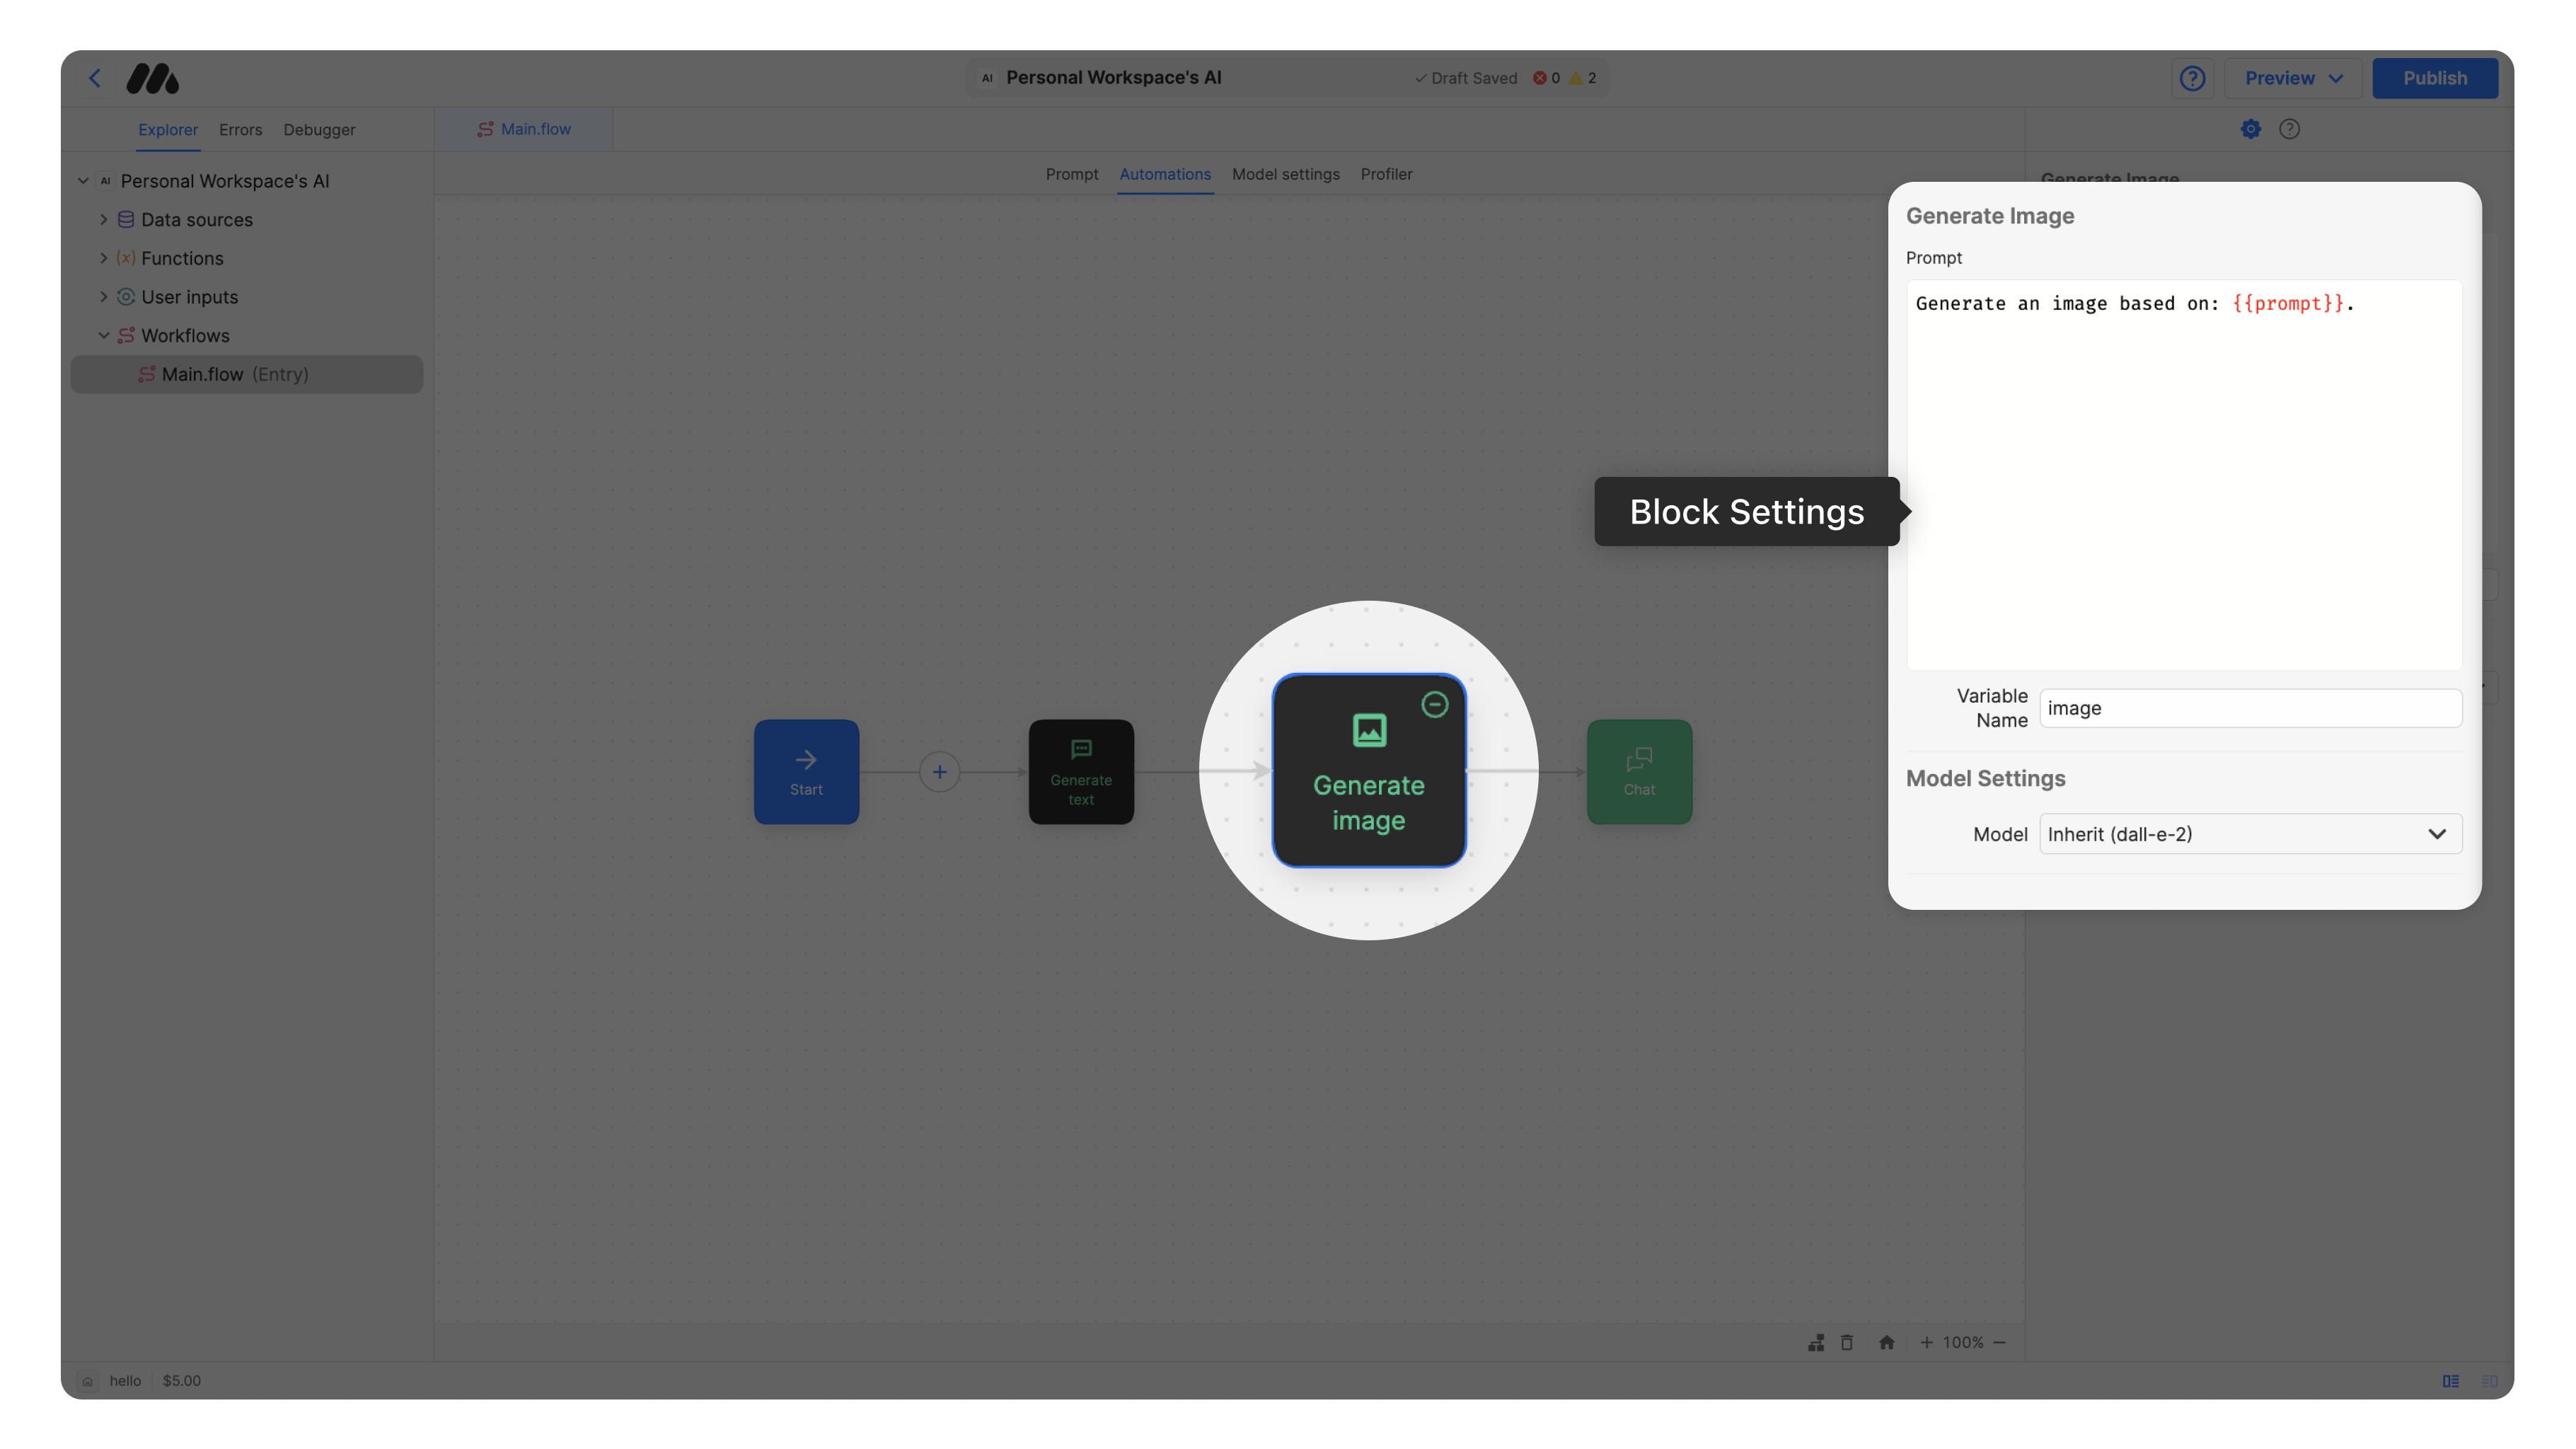 AI Personal Workspace's AI
Draft Saved 0 2
Preview
Publish
Explorer Errors Debugger
Main.flow
Prompt Automations Model settings Profiler
AI Personal Workspace's AI
Data sources
(x) Functions
User inputs
Workflows
Main.flow (Entry)
Generate Image
Generate Image
Prompt
Generate an image based on: {{prompt}}.
Block Settings
Variable
Name
image
Model Settings
Model Inherit (dall-e-2)
Start
Generate
text
Generate
image
Chat
100%
hello $5.00